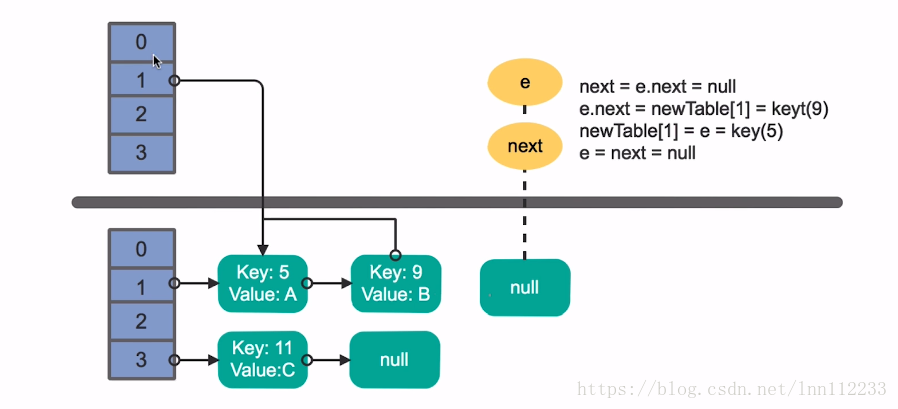 0
1
2
3
e
next
next = e.next = null
e.next = newTable[1] = keyt(9)
newTable[1] = e = key(5)
e = next = null
0
1
2
3
Key: 5
Value: A
Key: 9
Value: B
null
Key: 11
Value:C
null
https://blog.csdn.net/lnn112233